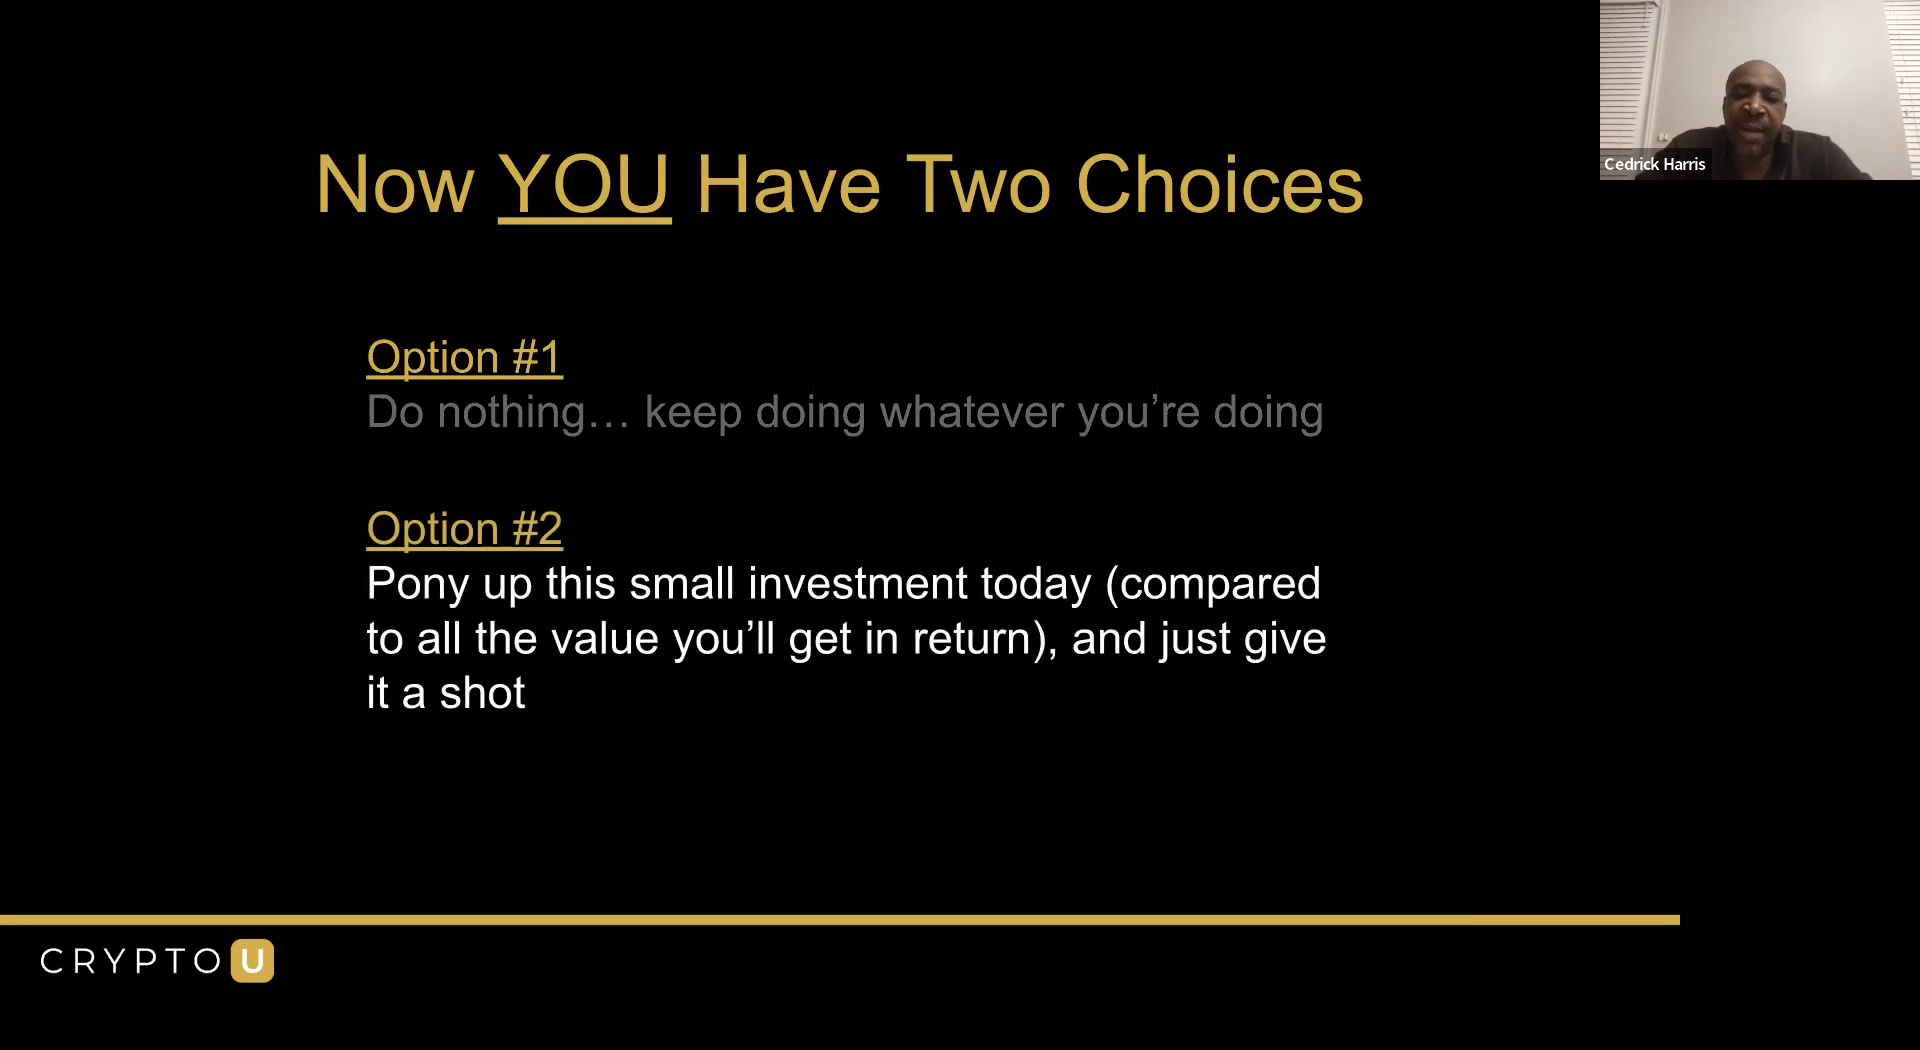 Cedrick Harris
Now YOU Have Two Choices
Option #1
Do nothing… keep doing whatever you’re doing
Option #2
Pony up this small investment today (compared
to all the value you’ll get in return), and just give
it a shot
CRYPTO U